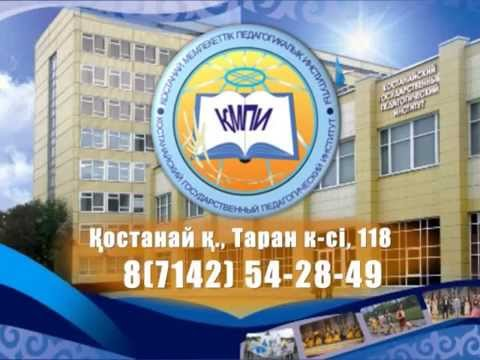 ҚОСТАНАЙ МЕМЛЕКЕТТІК ПЕДАГОГИКАЛЫҚ ИНСТИТУТЫ
КОСТАНАЙСКИЙ ГОСУДАРСТВЕННЫЙ ПЕДАГОГИЧЕСКИЙ ИНСТИТУТ
КМПИ
КОСТАНАЙСКИЙ
ГОСУДАРСТВЕННЫЙ
ПЕДАГОГИЧЕСКИЙ
ИНСТИТУТ
Қостанай қ., Таран к-сі, 118
8(7142) 54-28-49